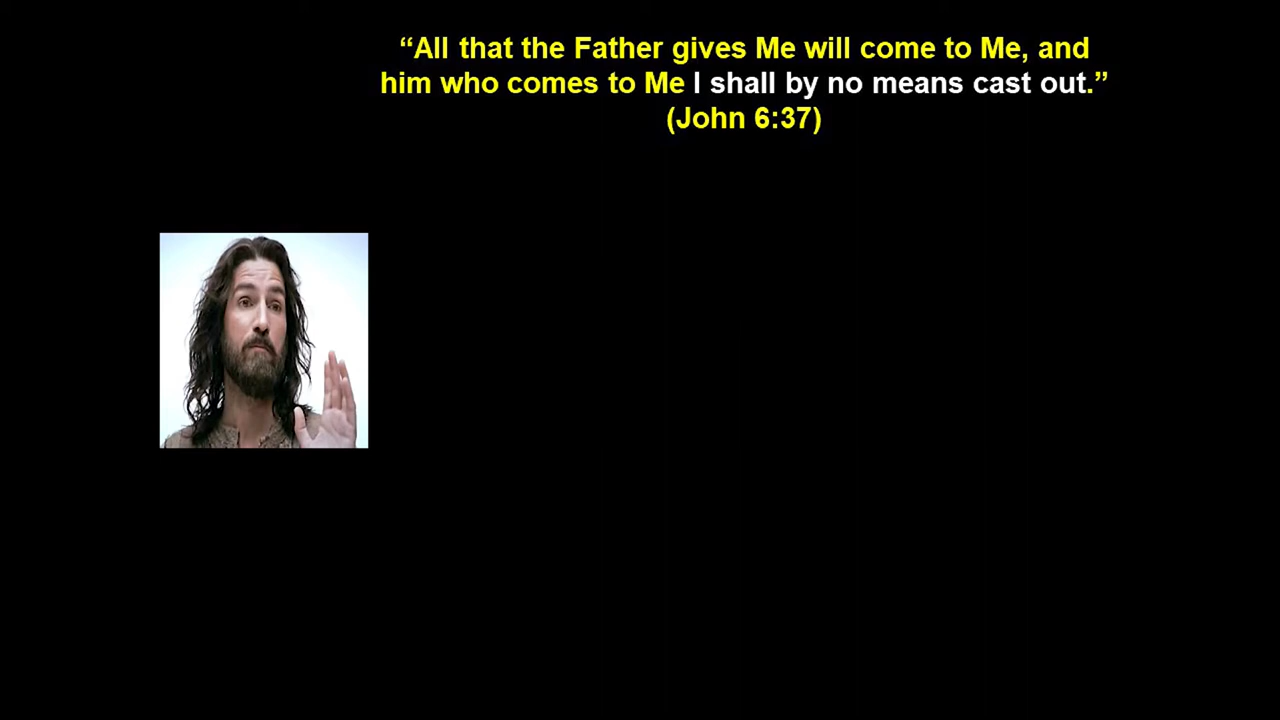 “All that the Father gives Me will come to Me, and
him who comes to Me I shall by no means cast out.”
(John 6:37)